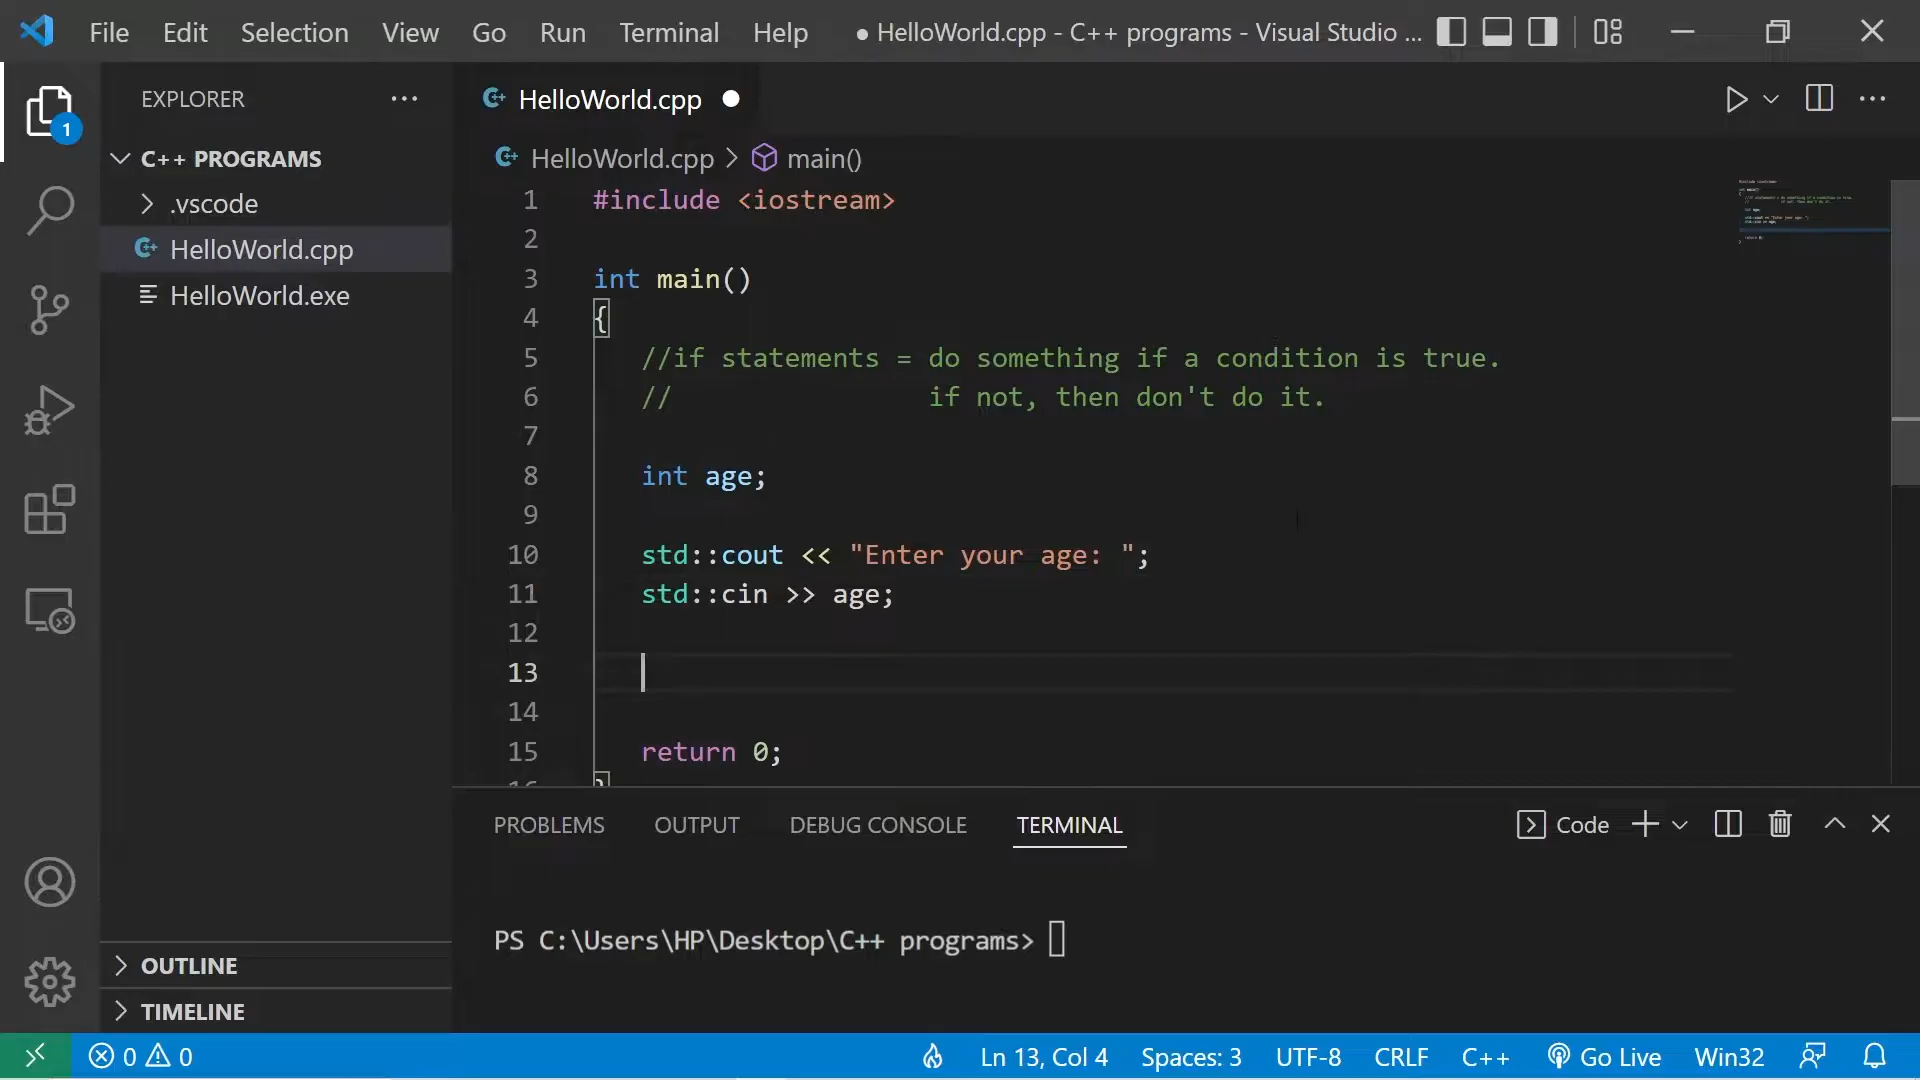 File Edit Selection View Go Run Terminal Help ● HelloWorld.cpp - C++ programs - Visual Studio ...
EXPLORER ...
1
C++ PROGRAMS
.vscode
HelloWorld.cpp
HelloWorld.exe
OUTLINE
TIMELINE
HelloWorld.cpp
HelloWorld.cpp > main()
1 #include <iostream>
2
3 int main()
4 {
5 //if statements = do something if a condition is true.
6 // if not, then don't do it.
7
8 int age;
9
10 std::cout << "Enter your age: ";
11 std::cin >> age;
12
13
14
15 return 0;
16 }
PROBLEMS OUTPUT DEBUG CONSOLE TERMINAL Code
PS C:\Users\HP\Desktop\C++ programs>
0 0 Ln 13, Col 4 Spaces: 3 UTF-8 CRLF C++ Go Live Win32